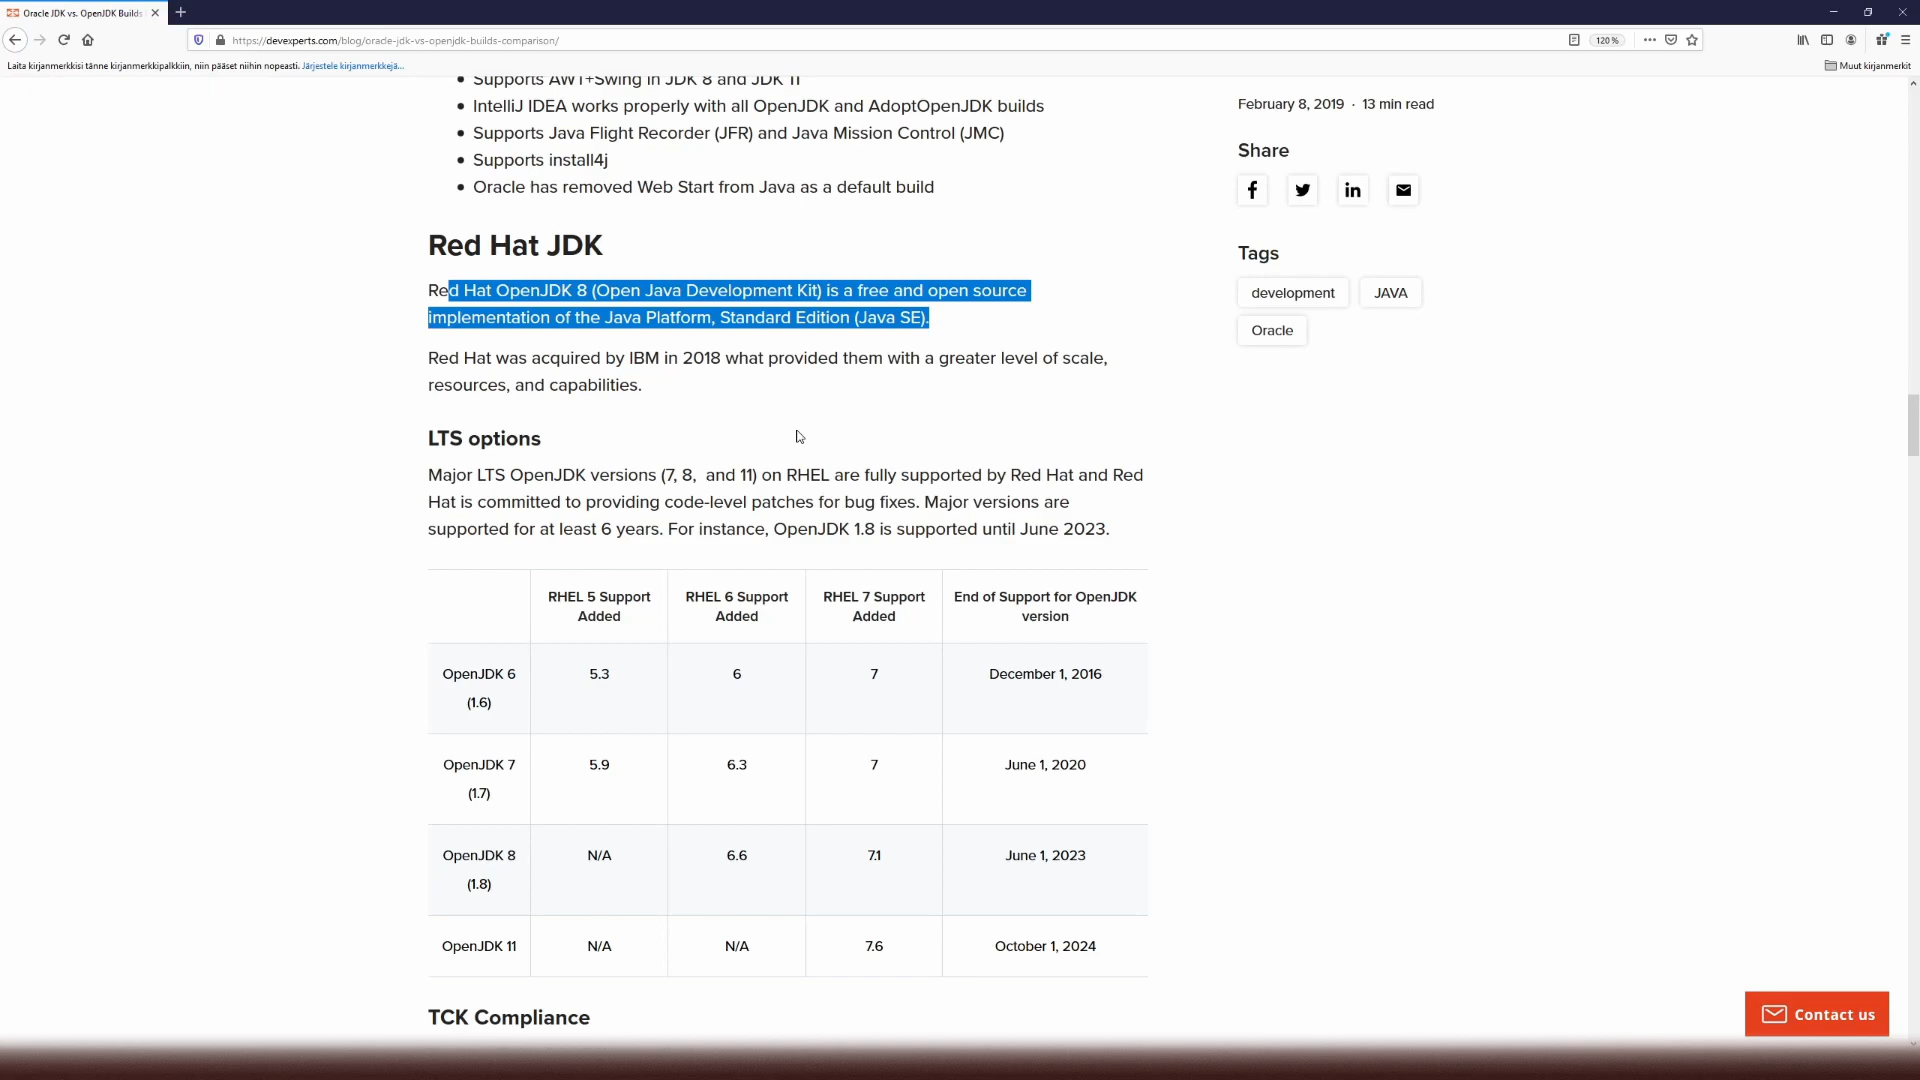 Oracle JDK vs. OpenJDK Builds
https://devexperts.com/blog/oracle-jdk-vs-openjdk-builds-comparison/
120 %
Laita kirjanmerkkisi tänne kirjanmerkkipalkkiin, niin pääset niihin nopeasti. Järjestele kirjanmerkkejä...
Muut kirjanmerkit
Supports AWT+Swing in JDK 8 and JDK 11
IntelliJ IDEA works properly with all OpenJDK and AdoptOpenJDK builds
Supports Java Flight Recorder (JFR) and Java Mission Control (JMC)
Supports install4j
Oracle has removed Web Start from Java as a default build
Red Hat JDK
Red Hat OpenJDK 8 (Open Java Development Kit) is a free and open source
implementation of the Java Platform, Standard Edition (Java SE).
Red Hat was acquired by IBM in 2018 what provided them with a greater level of scale,
resources, and capabilities.
LTS options
Major LTS OpenJDK versions (7, 8, and 11) on RHEL are fully supported by Red Hat and Red
Hat is committed to providing code-level patches for bug fixes. Major versions are
supported for at least 6 years. For instance, OpenJDK 1.8 is supported until June 2023.
RHEL 5 Support Added
RHEL 6 Support Added
RHEL 7 Support Added
End of Support for OpenJDK version
OpenJDK 6 (1.6) 5.3 6 7 December 1, 2016
OpenJDK 7 (1.7) 5.9 6.3 7 June 1, 2020
OpenJDK 8 (1.8) N/A 6.6 7.1 June 1, 2023
OpenJDK 11 N/A N/A 7.6 October 1, 2024
TCK Compliance
February 8, 2019 · 13 min read
Share
Tags
development
JAVA
Oracle
Contact us